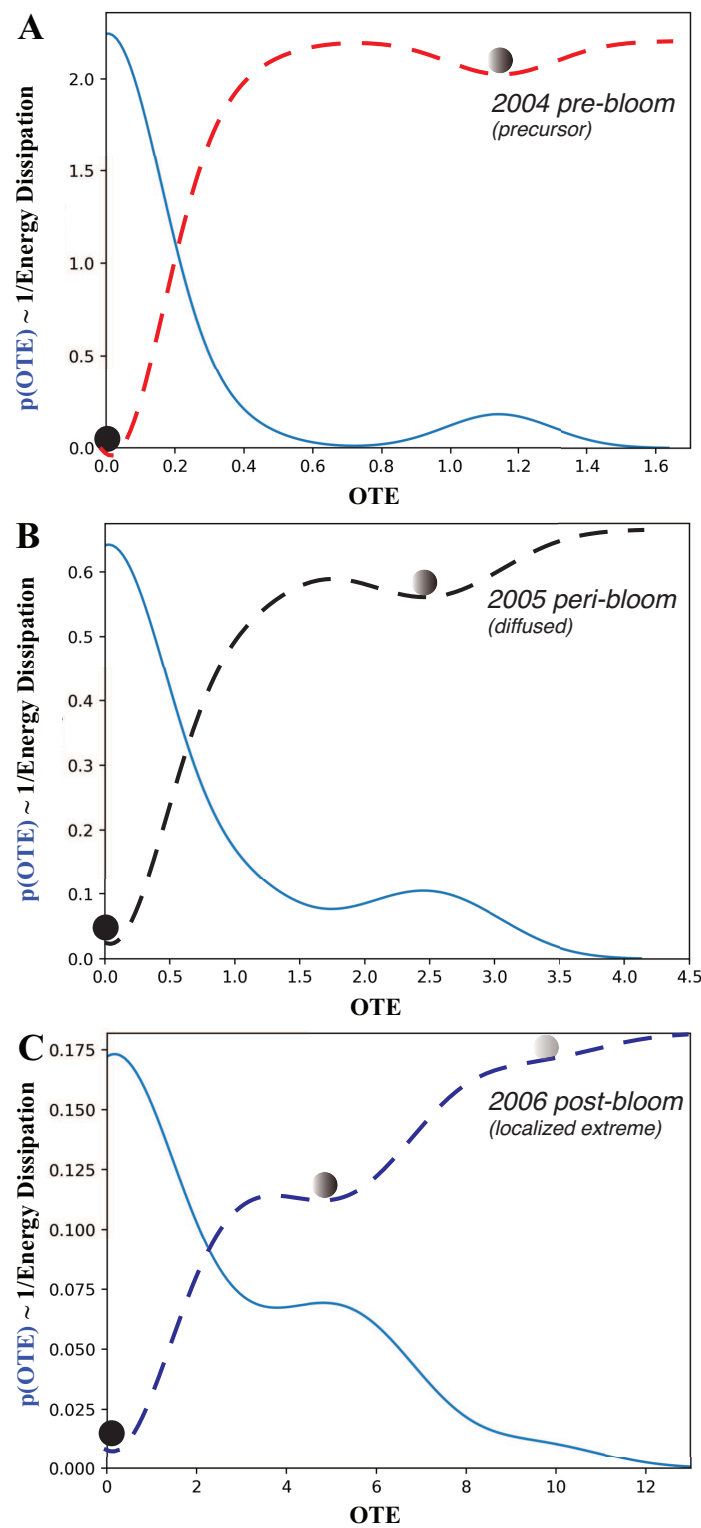 A
p(OTE) ~ 1/Energy Dissipation
2.0
1.5
1.0
0.5
0.0
2004 pre-bloom
(precursor)
0.0 0.2 0.4 0.6 0.8 1.0 1.2 1.4 1.6
OTE
B
p(OTE) ~ 1/Energy Dissipation
0.6
0.5
0.4
0.3
0.2
0.1
0.0
2005 peri-bloom
(diffused)
0.0 0.5 1.0 1.5 2.0 2.5 3.0 3.5 4.0 4.5
OTE
C
p(OTE) ~ 1/Energy Dissipation
0.175
0.150
0.125
0.100
0.075
0.050
0.025
0.000
2006 post-bloom
(localized extreme)
0 2 4 6 8 10 12
OTE